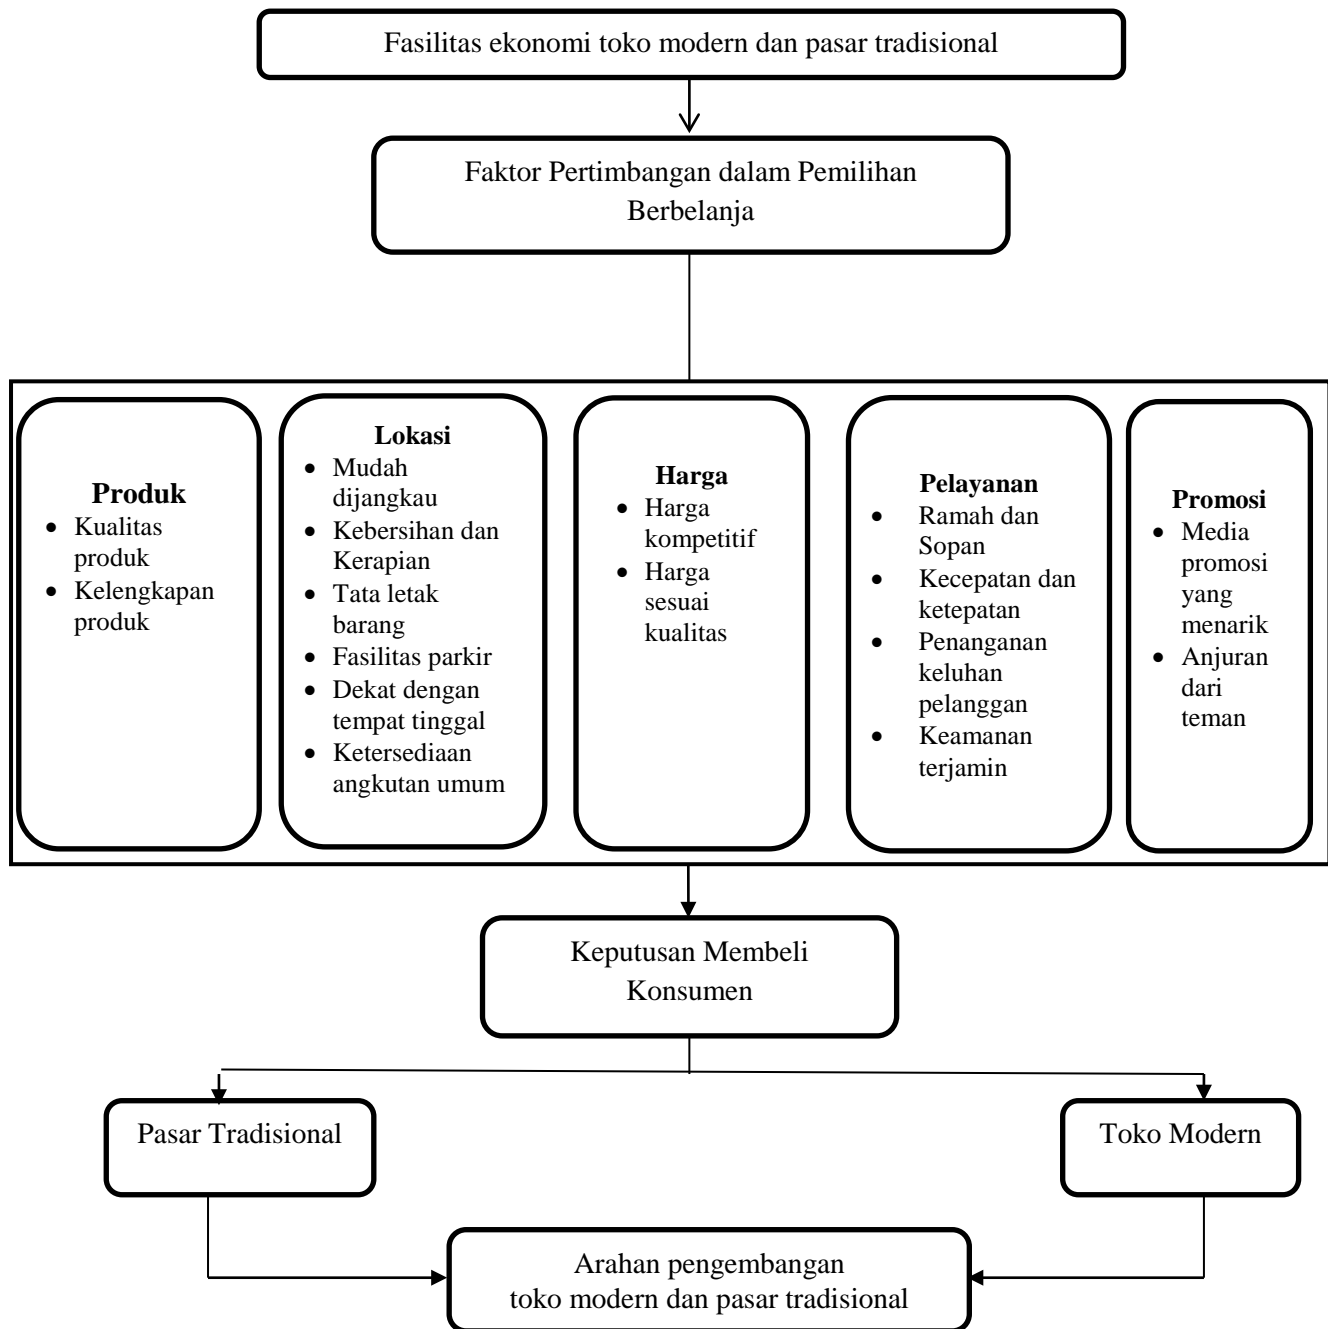 Fasilitas ekonomi toko modern dan pasar tradisional
Faktor Pertimbangan dalam Pemilihan
Berbelanja
Produk
• Kualitas
produk
• Kelengkapan
produk
Lokasi
• Mudah
dijangkau
• Kebersihan dan
Kerapian
• Tata letak
barang
• Fasilitas parkir
• Dekat dengan
tempat tinggal
• Ketersediaan
angkutan umum
Harga
• Harga
kompetitif
• Harga
sesuai
kualitas
Pelayanan
• Ramah dan
Sopan
• Kecepatan dan
ketepatan
• Penanganan
keluhan
pelanggan
• Keamanan
terjamin
Promosi
• Media
promosi
yang
menarik
• Anjuran
dari
teman
Keputusan Membeli
Konsumen
Pasar Tradisional
Toko Modern
Arahan pengembangan
toko modern dan pasar tradisional